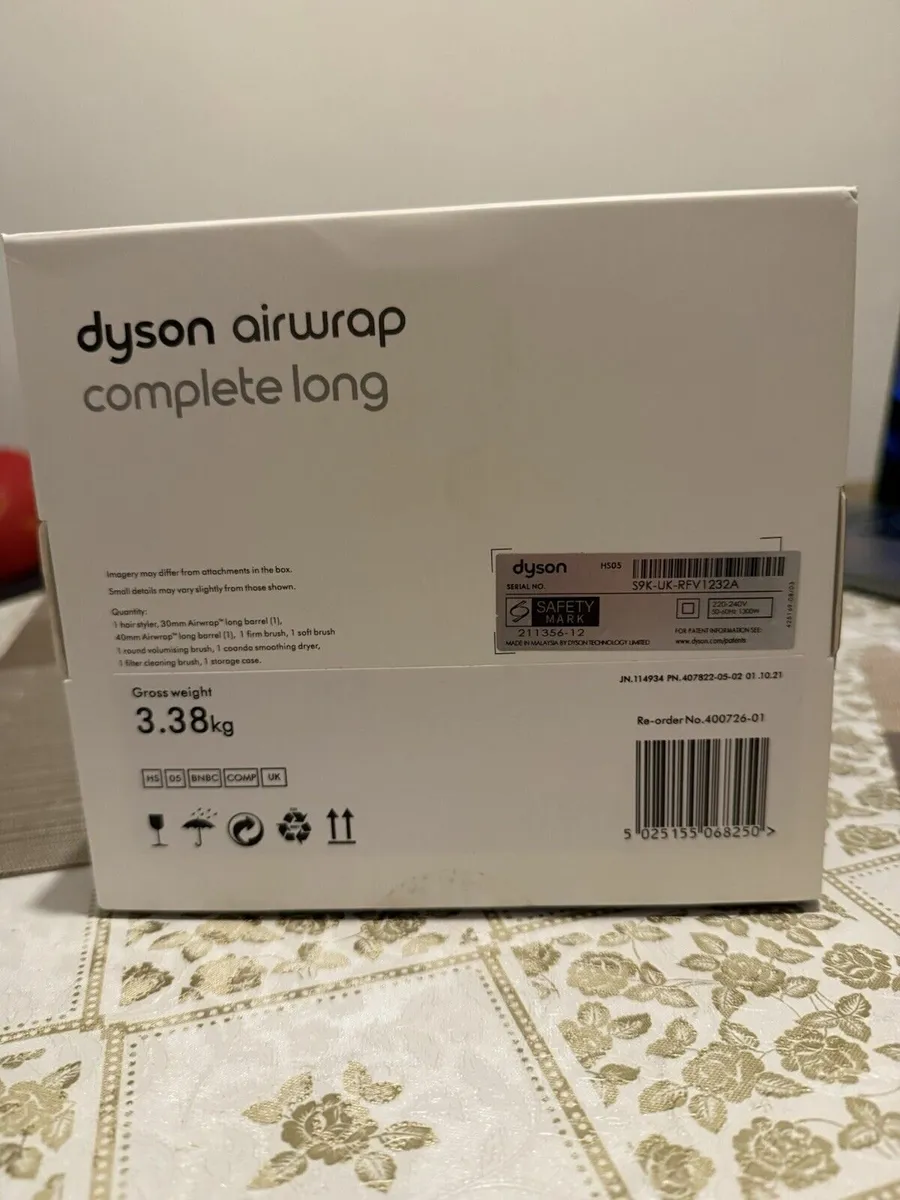 dyson airwrap
complete long
Imagery may differ from attachments in the box.
Small details may vary slightly from those shown.
Quantity:
1 hair styler, 30mm Airwrap™ long barrel (1),
40mm Airwrap™ long barrel (1), 1 firm brush, 1 soft brush
1 round volumising brush, 1 coanda smoothing dryer,
1 filter cleaning brush, 1 storage case.
dyson HS05
SERIAL NO. S9K-UK-RFV1232A
SAFETY
MARK
211356-12
220-240V
50-60Hz 1300W
FOR PATENT INFORMATION SEE:
www.dyson.com/patents
MADE IN MALAYSIA BY DYSON TECHNOLOGY LIMITED
JN.114934 PN.407822-05-02 01.10.21
Gross weight
3.38kg
Re-order No.400726-01
HS 05 BNBC COMP UK
5 025155 068250 >